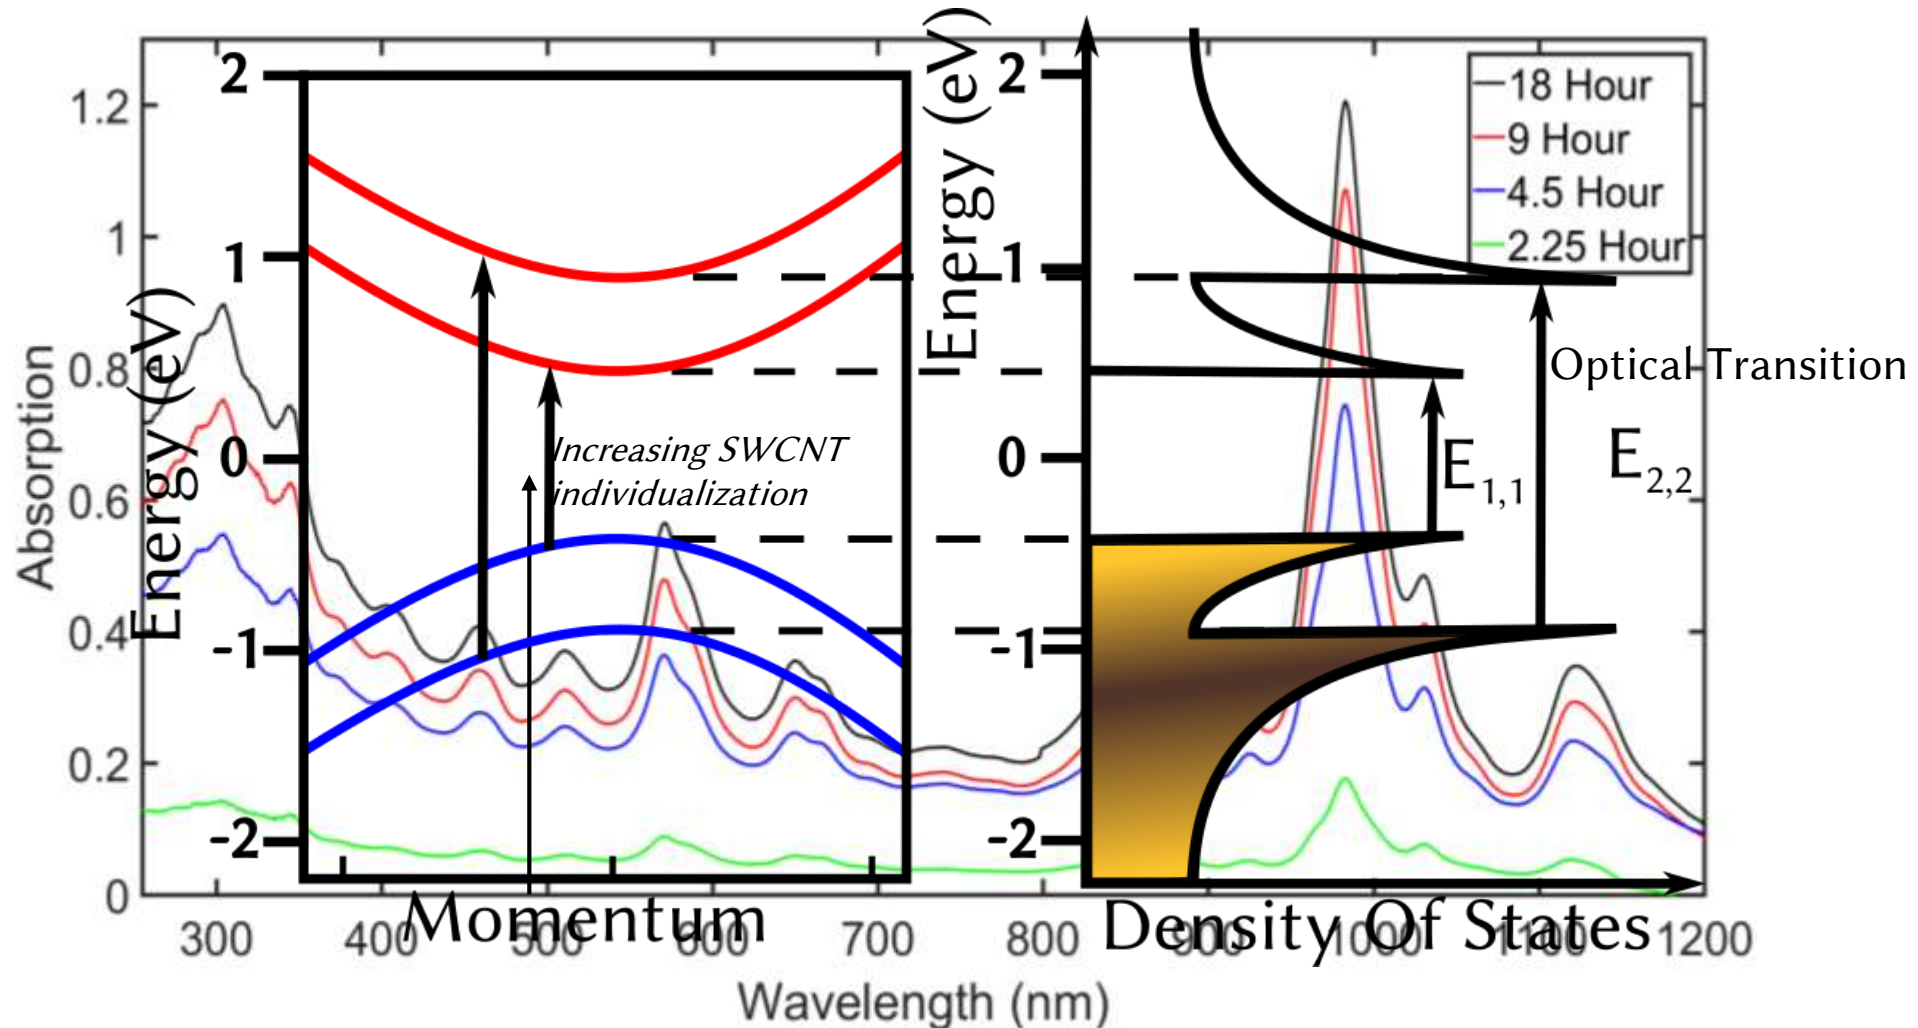 2
1
0
-1
-2
Energy (eV)
Momentum
Increasing SWCNT
individualization
2
1
0
-1
-2
Energy (eV)
Density Of States
E1,1
E2,2
Optical Transition
18 Hour
9 Hour
4.5 Hour
2.25 Hour
1.2
1
0.8
0.6
0.4
0.2
0
Absorption
300 400 500 600 700 800 900 1000 1100 1200
Wavelength (nm)